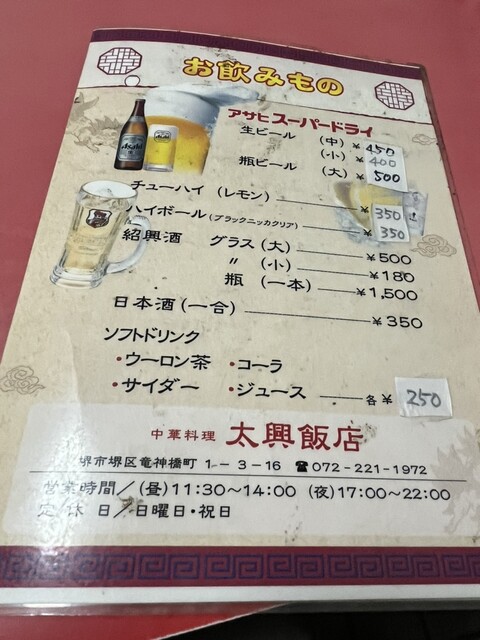 お飲みもの
Asahi
アサヒスーパードライ
生ビール (中) ¥450
(小) ¥400
瓶ビール (大) ¥500
チューハイ (レモン) ¥350
ハイボール(ブラックニッカクリア) ¥350
紹興酒 グラス(大) ¥500
〃 (小) ¥180
瓶 (一本) ¥1,500
日本酒(一合) ¥350
ソフトドリンク
・ウーロン茶 ・コーラ
・サイダー ・ジュース 各¥250
中華料理 太興飯店
堺市堺区竜神橋町1-3-16 ☎072-221-1972
営業時間/(昼)11:30~14:00 (夜)17:00~22:00
定休日/日曜日・祝日